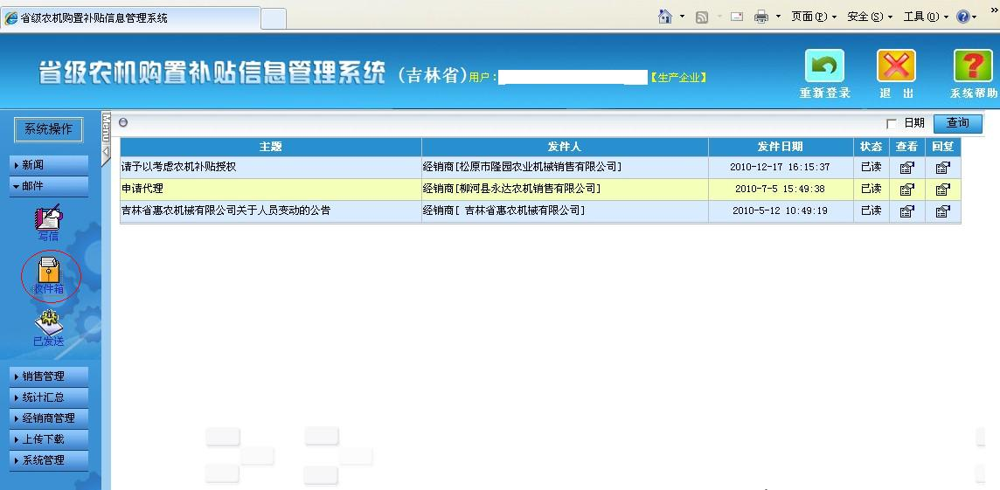 省级农机购置补贴信息管理系统
页面(P) 安全(S) 工具(O) »
省级农机购置补贴信息管理系统 (吉林省) 用户： 【生产企业】
重新登录 退 出 系统帮助
系统操作
Menu
日期 查询
新闻
邮件
写信
收件箱
已发送
销售管理
统计汇总
经销商管理
上传下载
系统管理
主题 发件人 发件日期 状态 查看 回复
请予以考虑农机补贴授权 经销商[松原市隆园农业机械销售有限公司] 2010-12-17 16:15:37 已读
申请代理 经销商[柳河县永达农机销售有限公司] 2010-7-5 15:49:38 已读
吉林省惠农机械有限公司关于人员变动的公告 经销商[ 吉林省惠农机械有限公司] 2010-5-12 10:49:19 已读